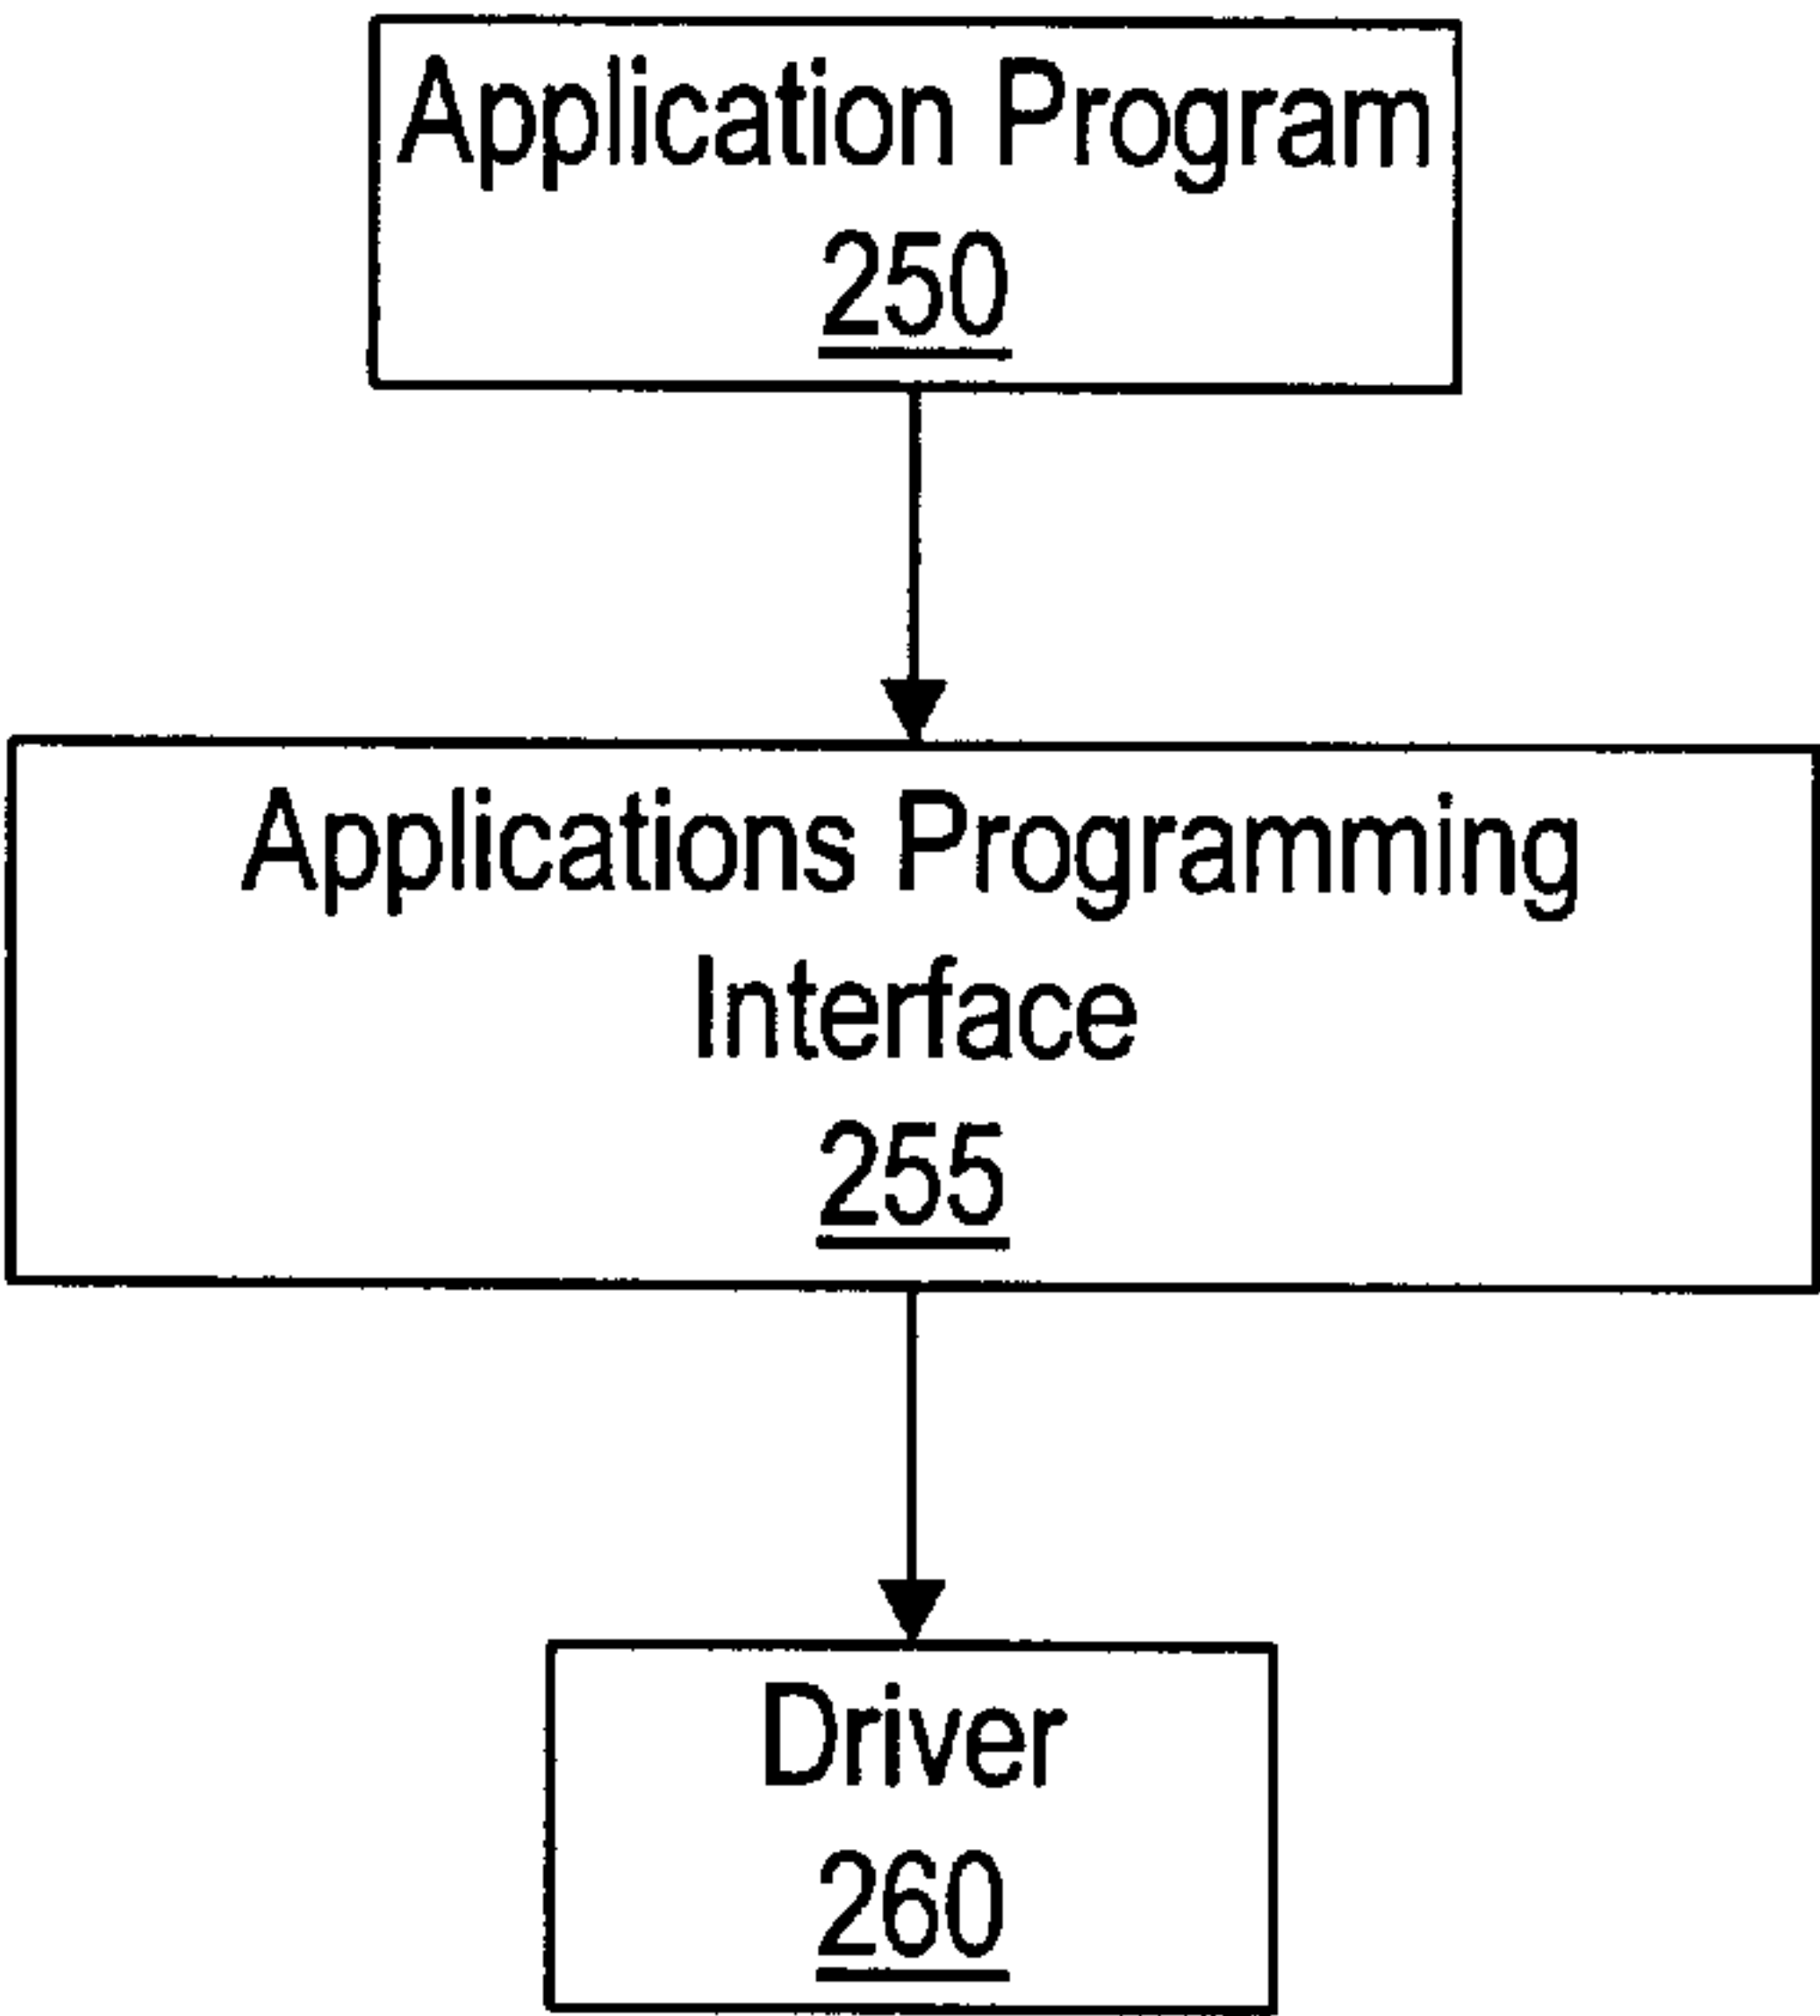 Application Program
250
Applications Programming
Interface
255
Driver
260